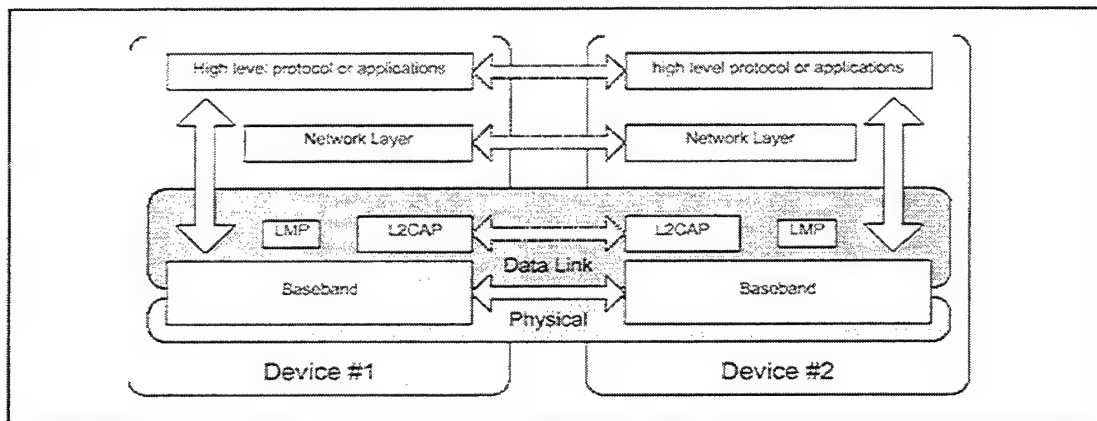 High level protocol or applications
high level protocol or applications
Network Layer
Network Layer
LMP
L2CAP
L2CAP
LMP
Data Link
Baseband
Baseband
Physical
Device #1
Device #2